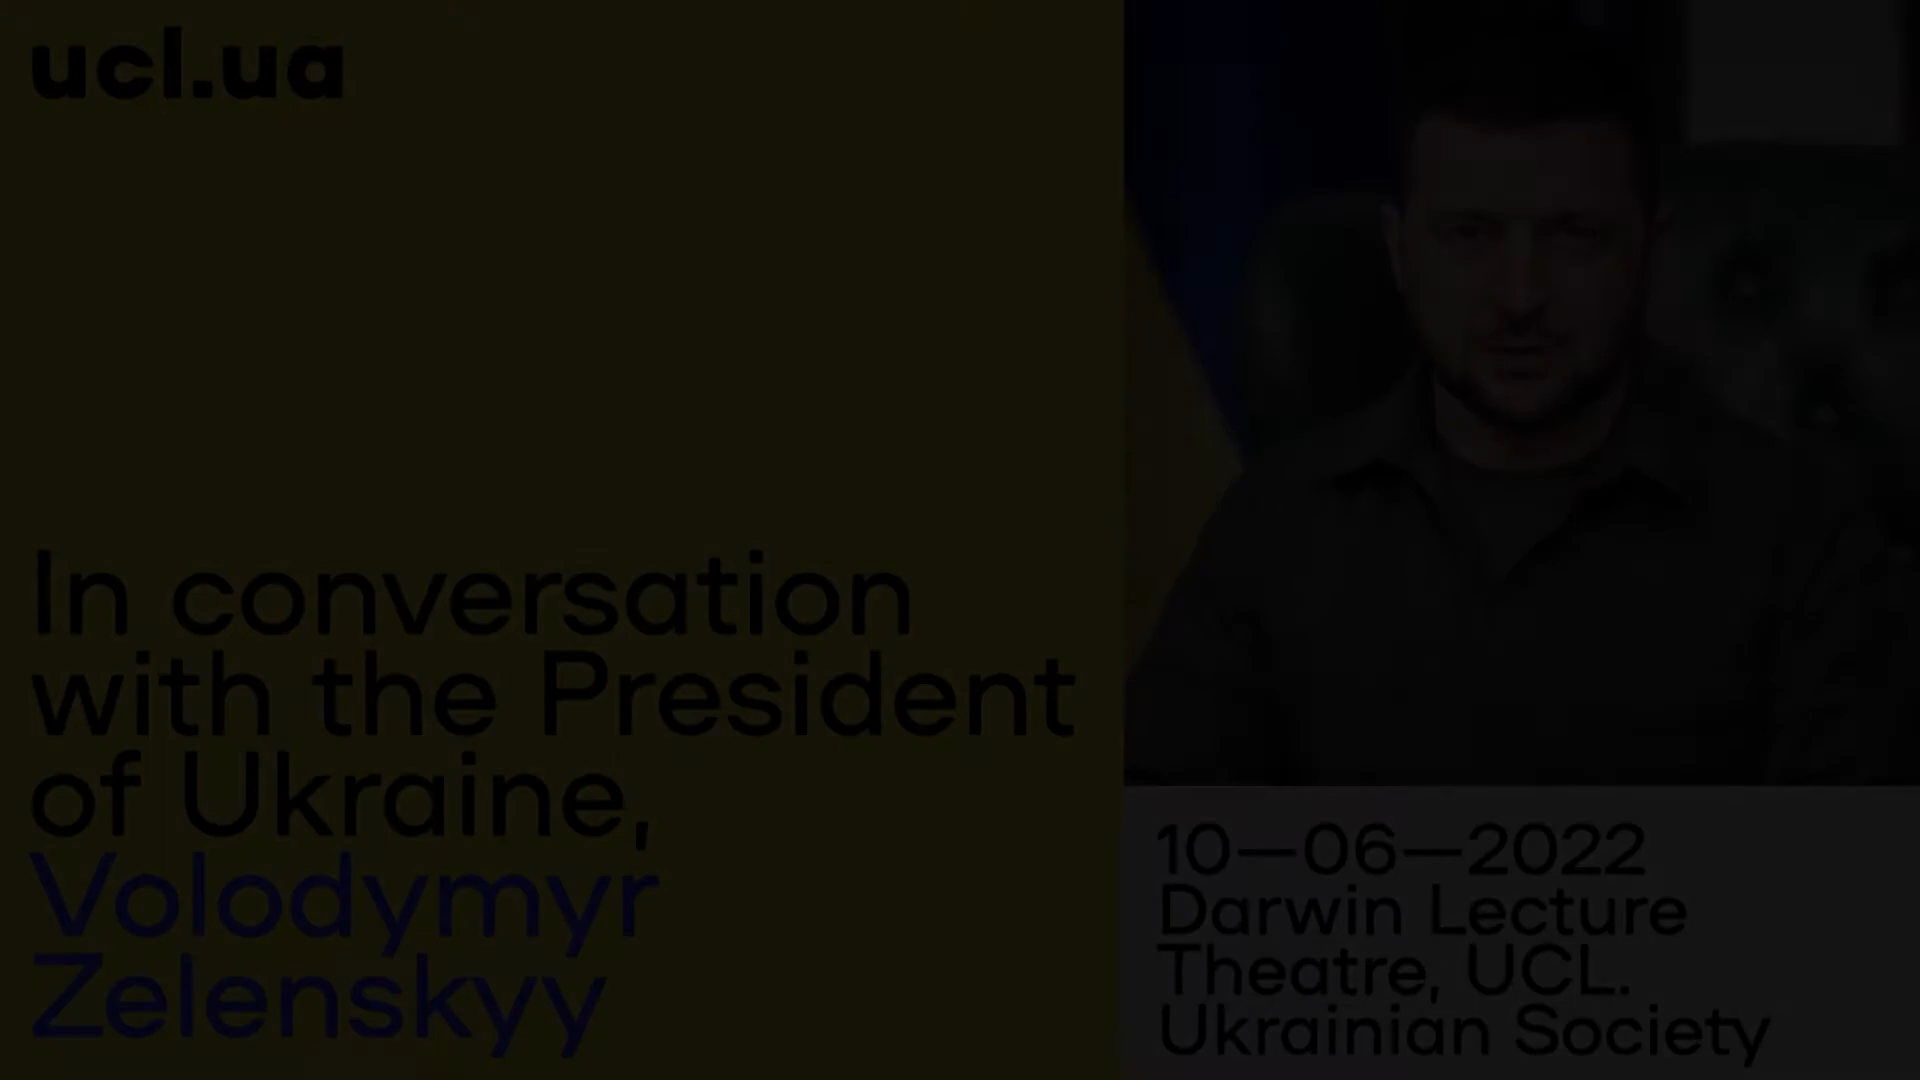 ucl.ua
In conversation
with the President
of Ukraine,
Volodymyr
Zelenskyy
10—06—2022
Darwin Lecture
Theatre, UCL.
Ukrainian Society